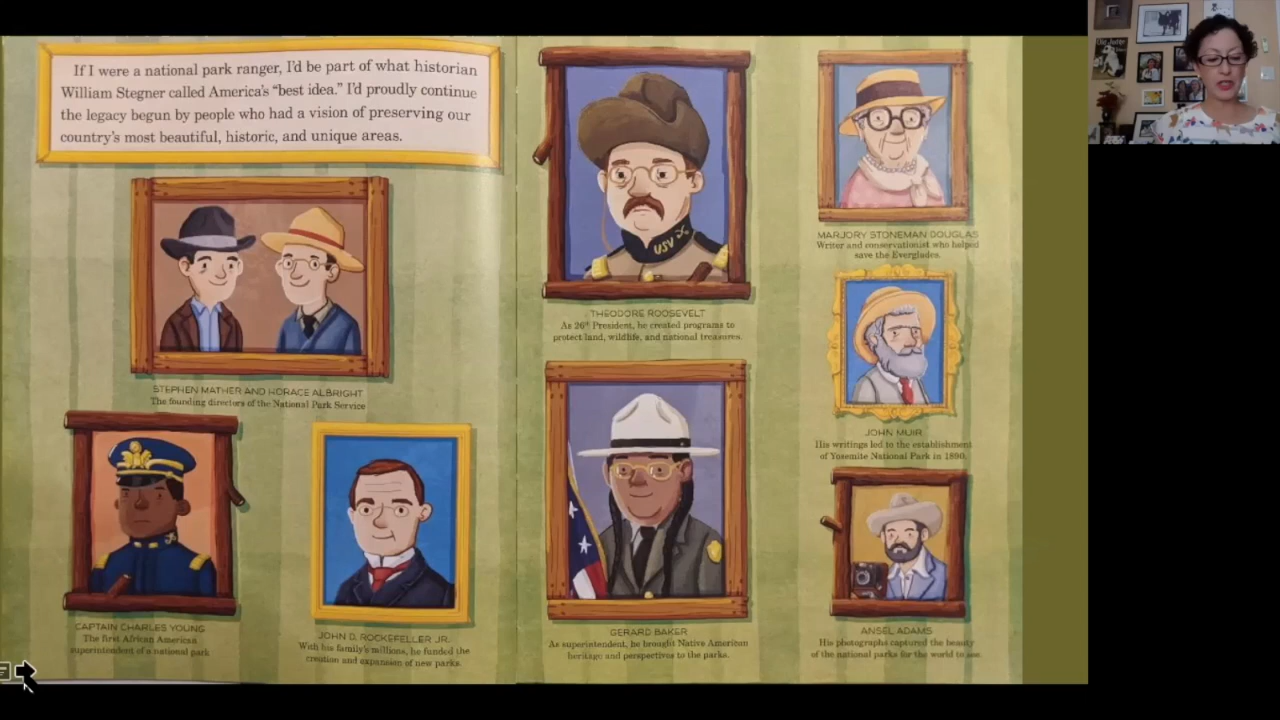 If I were a national park ranger, I'd be part of what historian
William Stegner called America's "best idea." I'd proudly continue
the legacy begun by people who had a vision of preserving our
country's most beautiful, historic, and unique areas.
STEPHEN MATHER AND HORACE ALBRIGHT
The founding directors of the National Park Service
CAPTAIN CHARLES YOUNG
The first African American
superintendent of a national park
JOHN D. ROCKEFELLER JR.
With his family's millions, he funded the
creation and expansion of new parks.
USV
THEODORE ROOSEVELT
As 26th President, he created programs to
protect land, wildlife, and national treasures.
GERARD BAKER
As superintendent, he brought Native American
heritage and perspectives to the parks.
MARJORY STONEMAN DOUGLAS
Writer and conservationist who helped
save the Everglades.
JOHN MUIR
His writings led to the establishment
of Yosemite National Park in 1890.
ANSEL ADAMS
His photographs captured the beauty
of the national parks for the world to see.